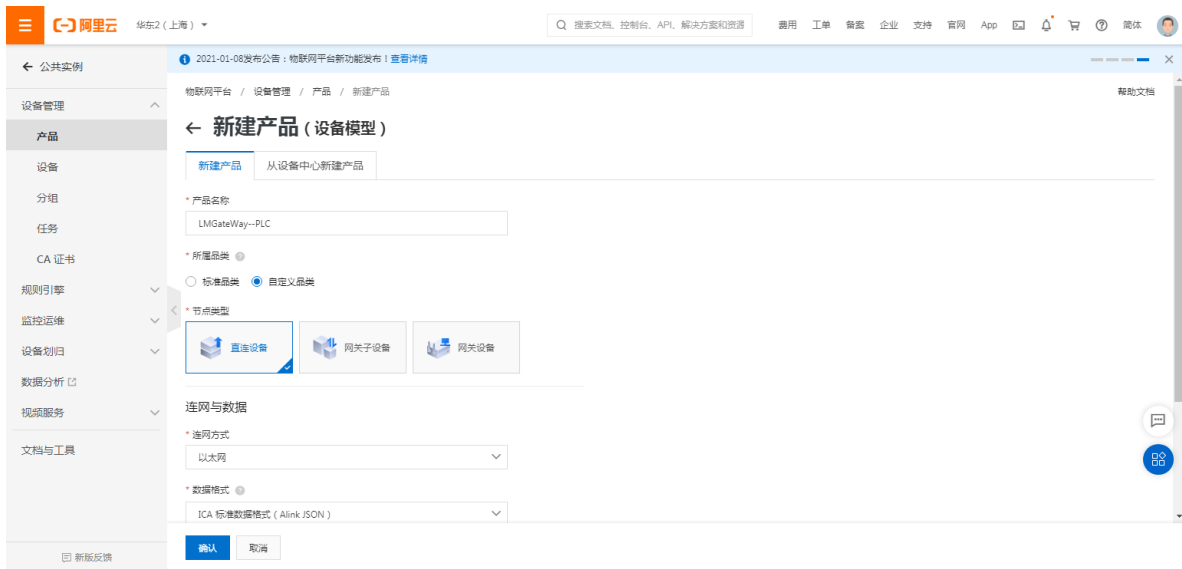 阿里云 华东2（上海） 搜索文档、控制台、API、解决方案和资源 费用 工单 备案 企业 支持 官网 App 简体
公共实例
设备管理
产品
设备
分组
任务
CA 证书
规则引擎
监控运维
设备划归
数据分析
视频服务
文档与工具
新版反馈
2021-01-08发布公告：物联网平台新功能发布！查看详情
物联网平台 / 设备管理 / 产品 / 新建产品 帮助文档
← 新建产品（设备模型）
新建产品 从设备中心新建产品
* 产品名称
LMGateWay--PLC
* 所属品类
标准品类 自定义品类
* 节点类型
直连设备 网关子设备 网关设备
连网与数据
* 连网方式
以太网
* 数据格式
ICA 标准数据格式（Alink JSON）
确认 取消